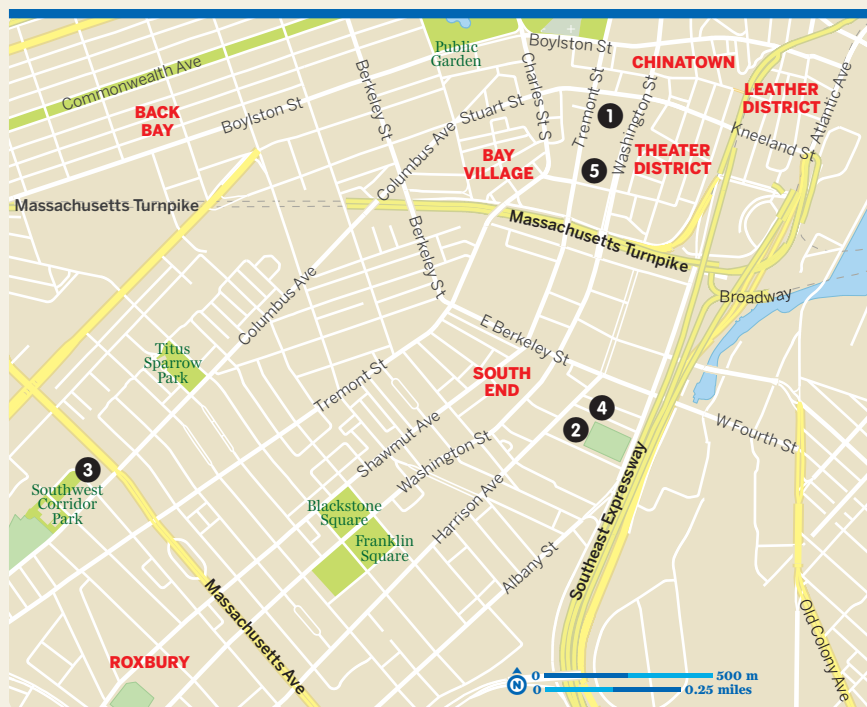 Public
Garden
Boylston St
CHINATOWN
Commonwealth Ave
Berkeley St
Charles St S
Tremont St
Washington St
LEATHER
DISTRICT
Atlantic Ave
BACK
BAY
Boylston St
Stuart St
Columbus Ave
1
Kneeland St
BAY
VILLAGE
THEATER
DISTRICT
5
Massachusetts Turnpike
Massachusetts Turnpike
Berkeley St
Columbus Ave
Broadway
E Berkeley St
Titus
Sparrow
Park
Tremont St
SOUTH
END
4
2
W Fourth St
Shawmut Ave
Washington St
3
Southwest
Corridor
Park
Blackstone
Square
Franklin
Square
Harrison Ave
Albany St
Southeast Expressway
Massachusetts Ave
Old Colony Ave
ROXBURY
N
0 500 m
0 0.25 miles